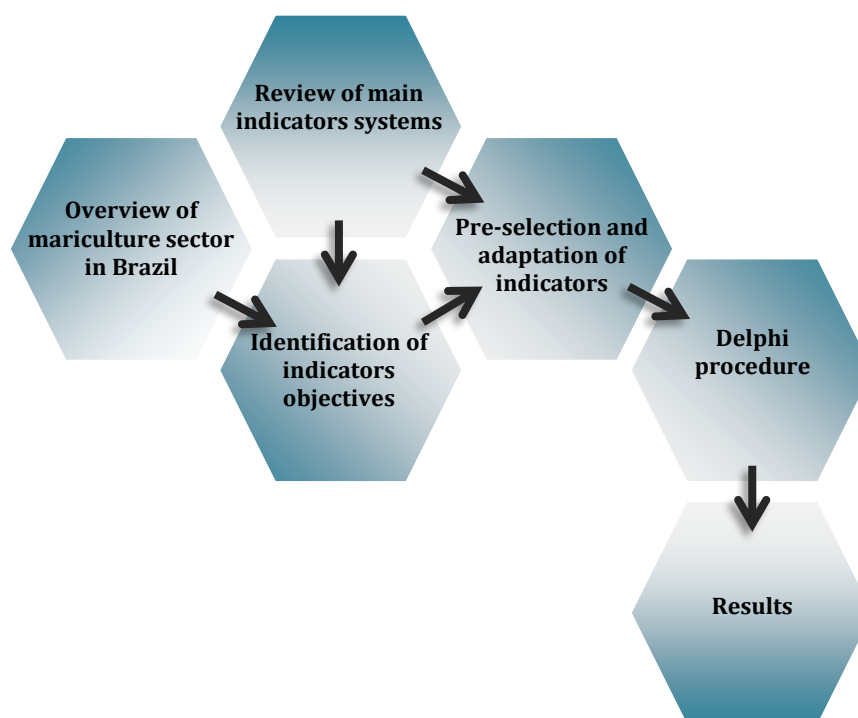 Review of main
indicators systems
Overview of
mariculture sector
in Brazil
Pre-selection and
adaptation of
indicators
Identification of
indicators
objectives
Delphi
procedure
Results